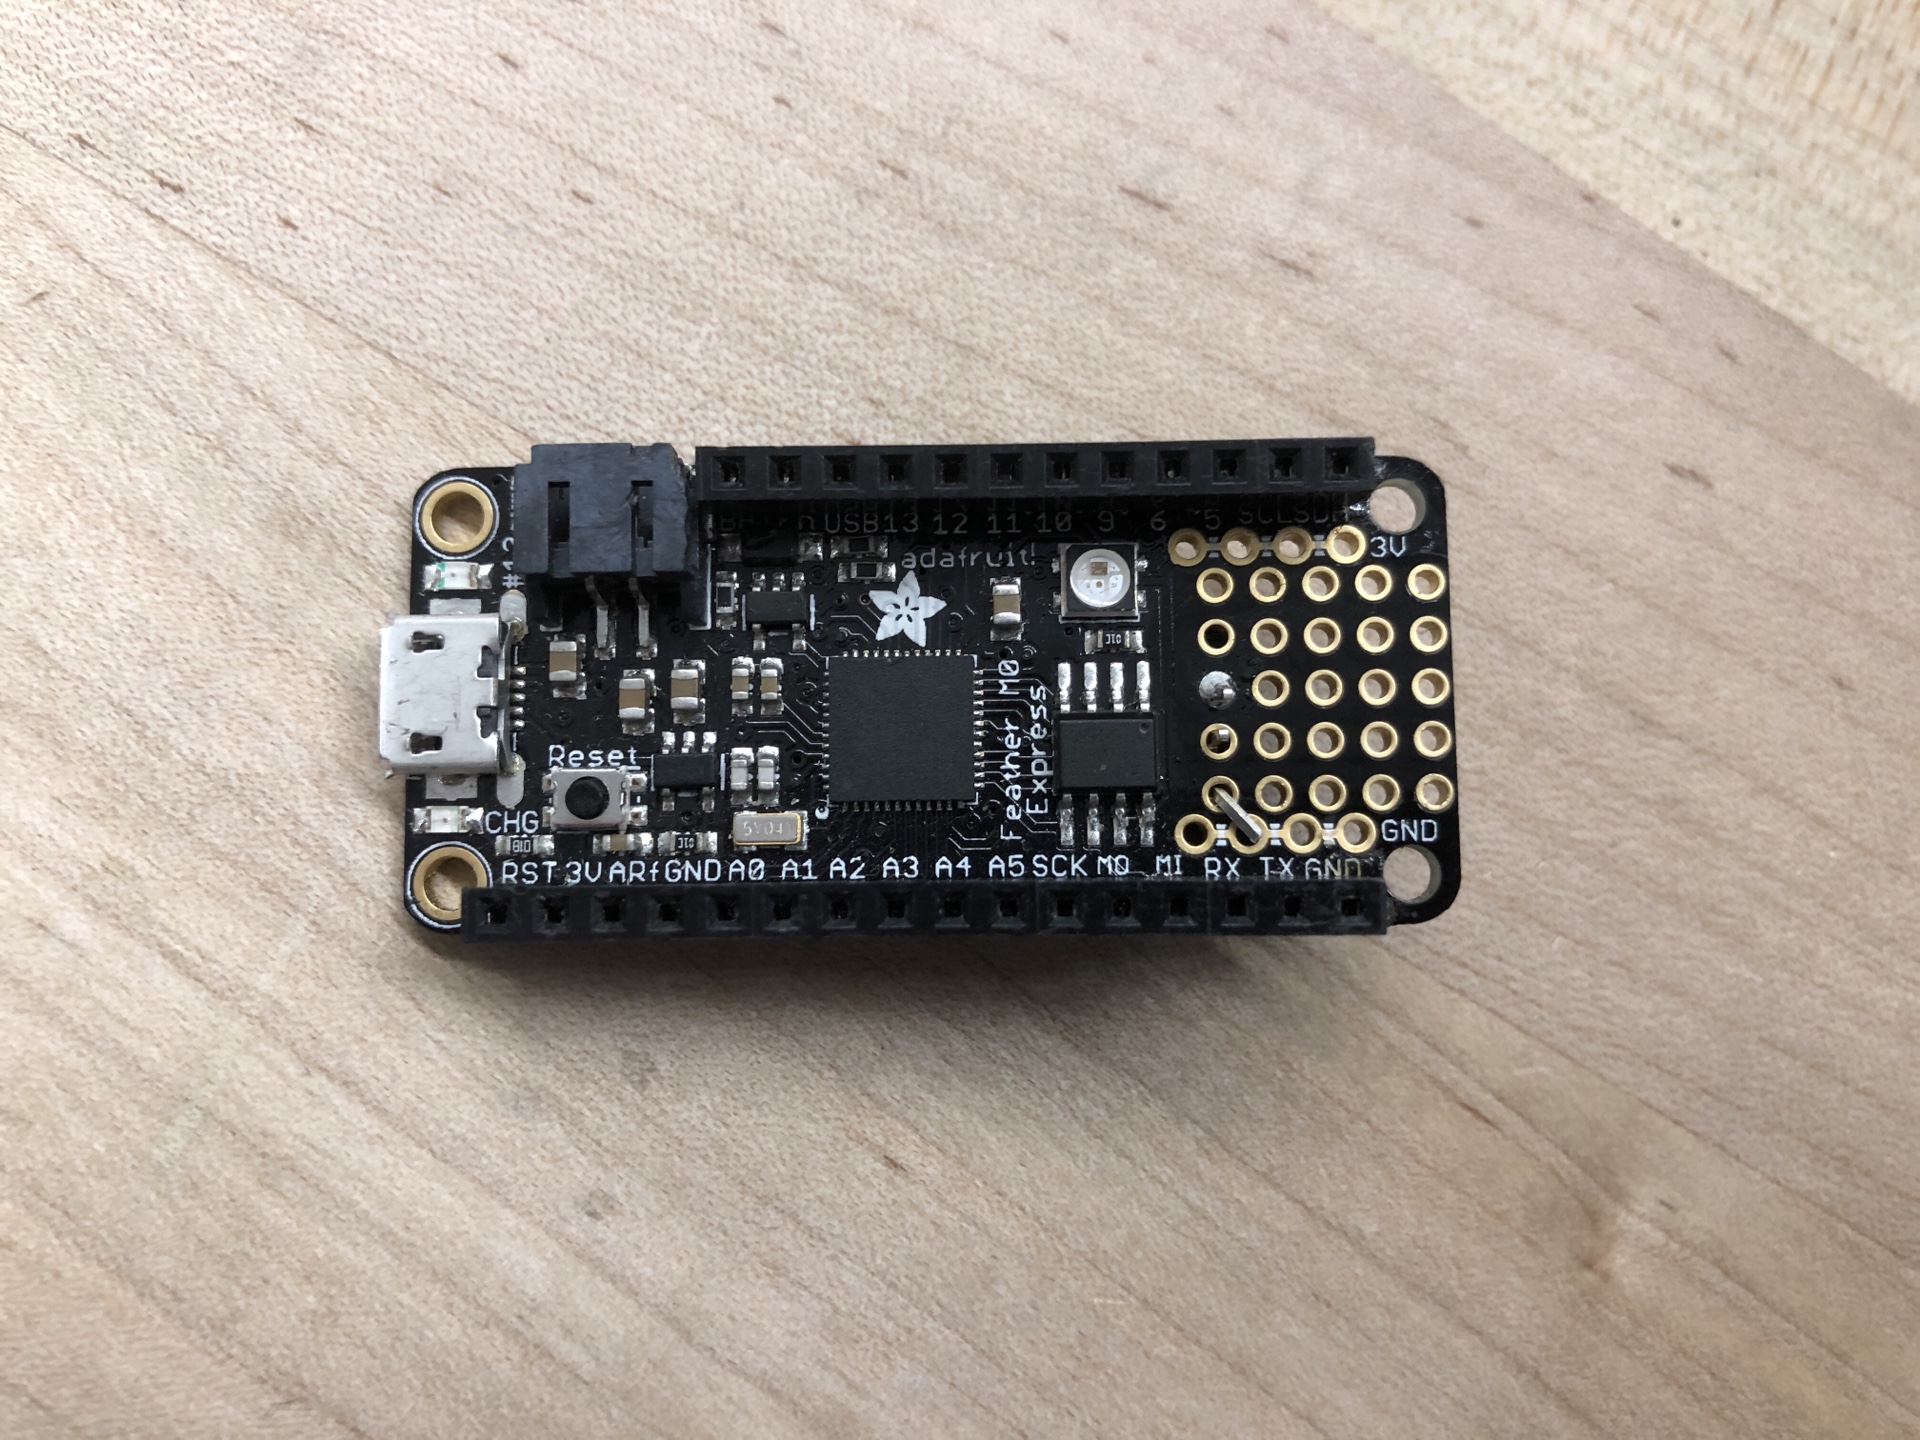 USB 13 12 11 10 9 6 5 SCL SDA
adafruit!
3V
#13
Feather M0
Express
Reset
CHG
GND
RST 3V ARf GND A0 A1 A2 A3 A4 A5 SCK MO MI RX TX GND